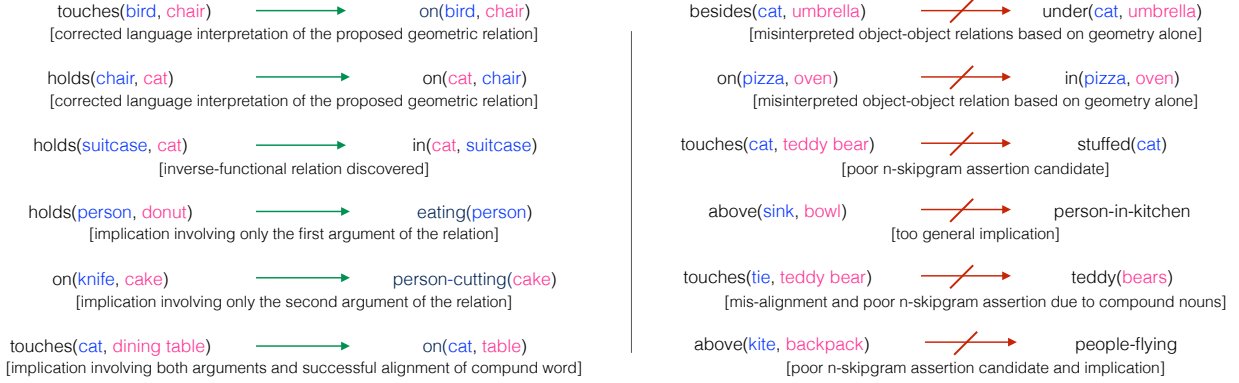 touches(bird, chair) on(bird, chair)
[corrected language interpretation of the proposed geometric relation]
holds(chair, cat) on(cat, chair)
[corrected language interpretation of the proposed geometric relation]
holds(suitcase, cat) in(cat, suitcase)
[inverse-functional relation discovered]
holds(person, donut) eating(person)
[implication involving only the first argument of the relation]
on(knife, cake) person-cutting(cake)
[implication involving only the second argument of the relation]
touches(cat, dining table) on(cat, table)
[implication involving both arguments and successful alignment of compund word]
besides(cat, umbrella) under(cat, umbrella)
[misinterpreted object-object relations based on geometry alone]
on(pizza, oven) in(pizza, oven)
[misinterpreted object-object relation based on geometry alone]
touches(cat, teddy bear) stuffed(cat)
[poor n-skipgram assertion candidate]
above(sink, bowl) person-in-kitchen
[too general implication]
touches(tie, teddy bear) teddy(bears)
[mis-alignment and poor n-skipgram assertion due to compound nouns]
above(kite, backpack) people-flying
[poor n-skipgram assertion candidate and implication]